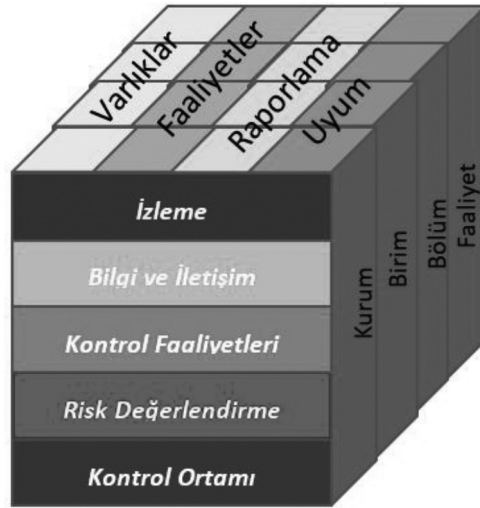 Varlıklar
Faaliyetler
Raporlama
Uyum
İzleme
Bilgi ve İletişim
Kontrol Faaliyetleri
Risk Değerlendirme
Kontrol Ortamı
Kurum
Birim
Bölüm
Faaliyet